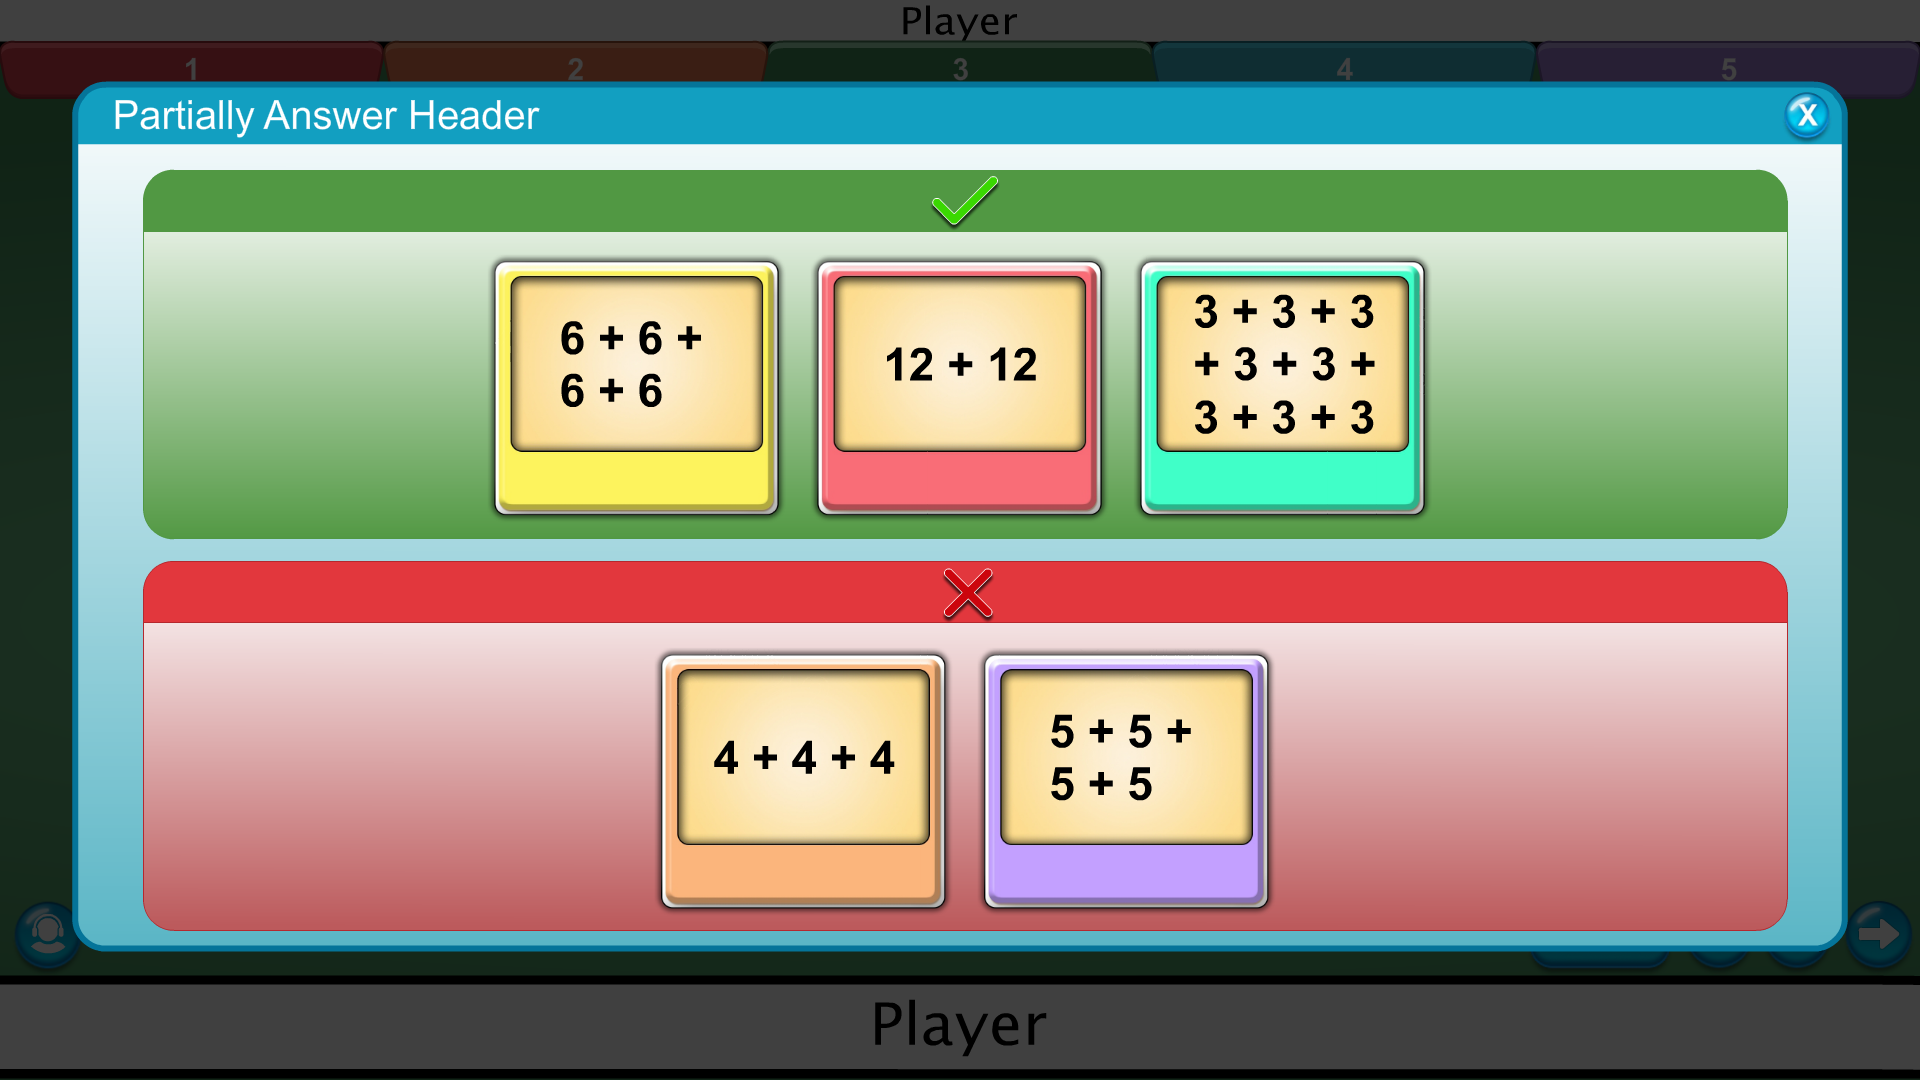 Player
1
2
3
4
5
Partially Answer Header
X
6 + 6 +
6 + 6
12 + 12
3 + 3 + 3
+ 3 + 3 +
3 + 3 + 3
4 + 4 + 4
5 + 5 +
5 + 5
Player